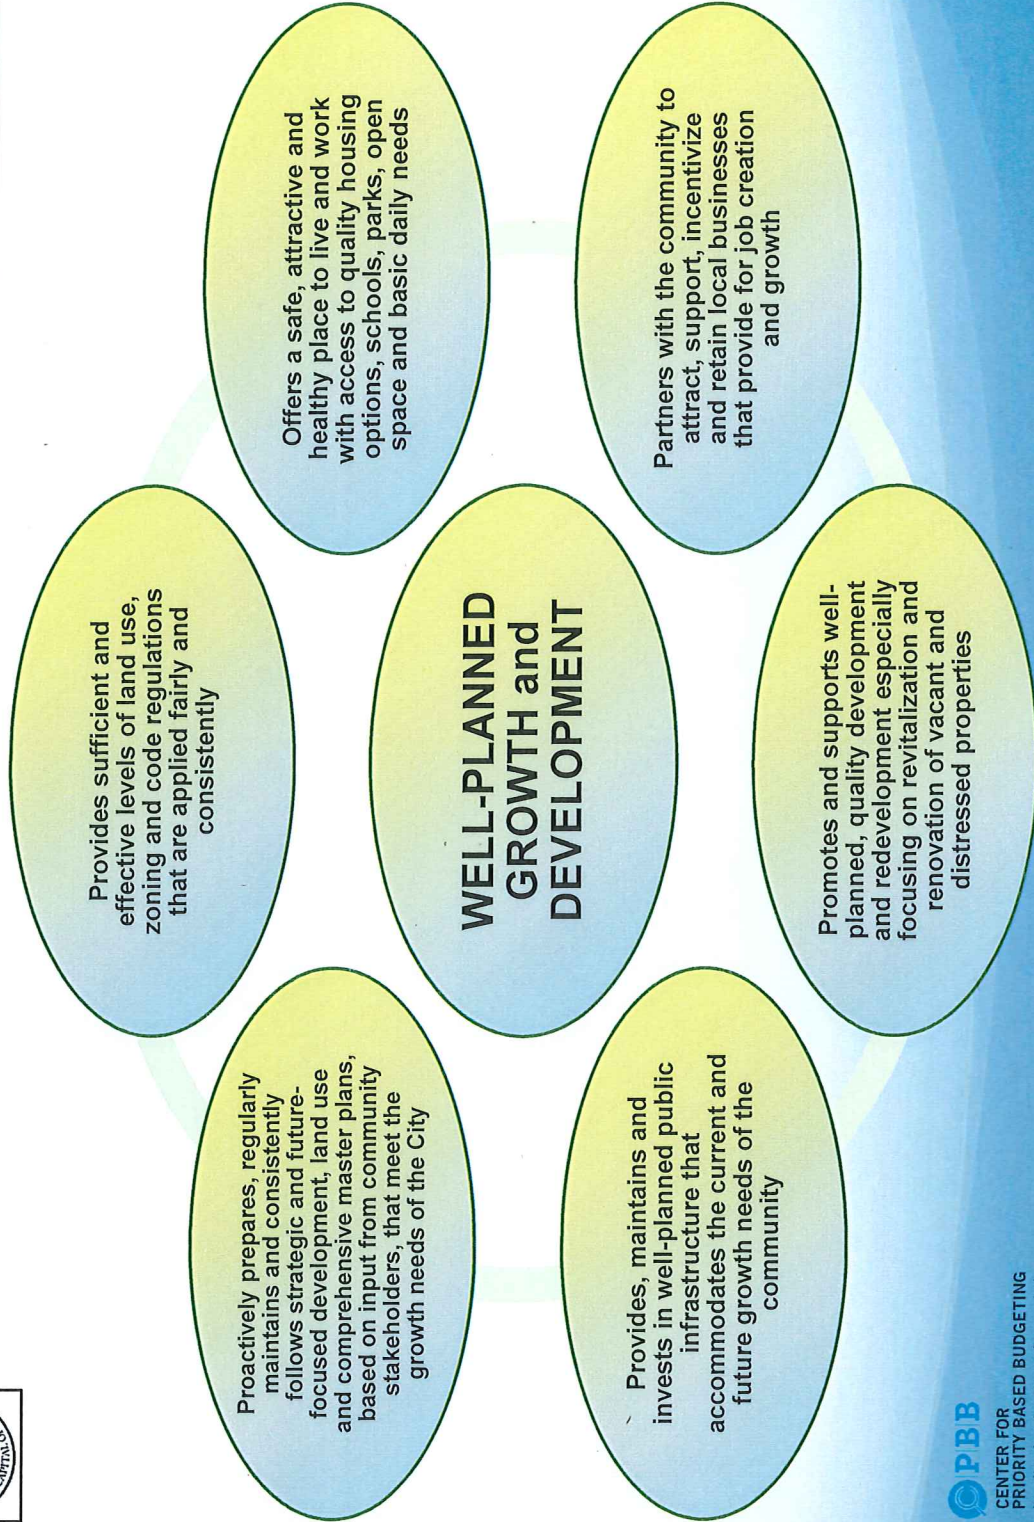 CAPITAL OF
Provides sufficient and
effective levels of land use,
zoning and code regulations
that are applied fairly and
consistently
Offers a safe, attractive and
healthy place to live and work
with access to quality housing
options, schools, parks, open
space and basic daily needs
Partners with the community to
attract, support, incentivize
and retain local businesses
that provide for job creation
and growth
Promotes and supports well-
planned, quality development
and redevelopment especially
focusing on revitalization and
renovation of vacant and
distressed properties
Provides, maintains and
invests in well-planned public
infrastructure that
accommodates the current and
future growth needs of the
community
Proactively prepares, regularly
maintains and consistently
follows strategic and future-
focused development, land use
and comprehensive master plans,
based on input from community
stakeholders, that meet the
growth needs of the City
WELL-PLANNED
GROWTH and
DEVELOPMENT
PBB
CENTER FOR
PRIORITY BASED BUDGETING